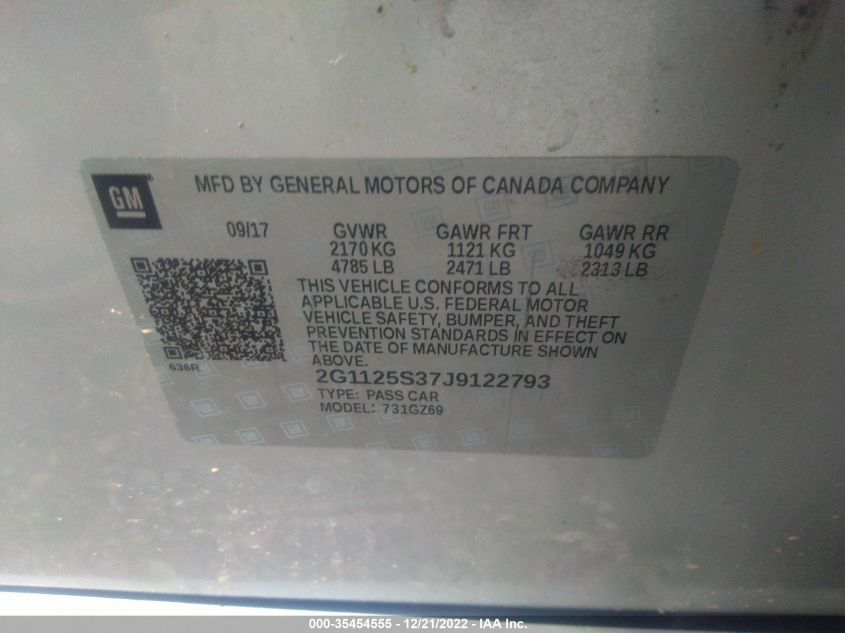 GM
MFD BY GENERAL MOTORS OF CANADA COMPANY
09/17 GVWR GAWR FRT GAWR RR
2170 KG 1121 KG 1049 KG
4785 LB 2471 LB 2313 LB
THIS VEHICLE CONFORMS TO ALL
APPLICABLE U.S. FEDERAL MOTOR
VEHICLE SAFETY, BUMPER, AND THEFT
PREVENTION STANDARDS IN EFFECT ON
THE DATE OF MANUFACTURE SHOWN
ABOVE.
636R
2G1125S37J9122793
TYPE: PASS CAR
MODEL: 731GZ69
000-35454555 - 12/21/2022 - IAA Inc.